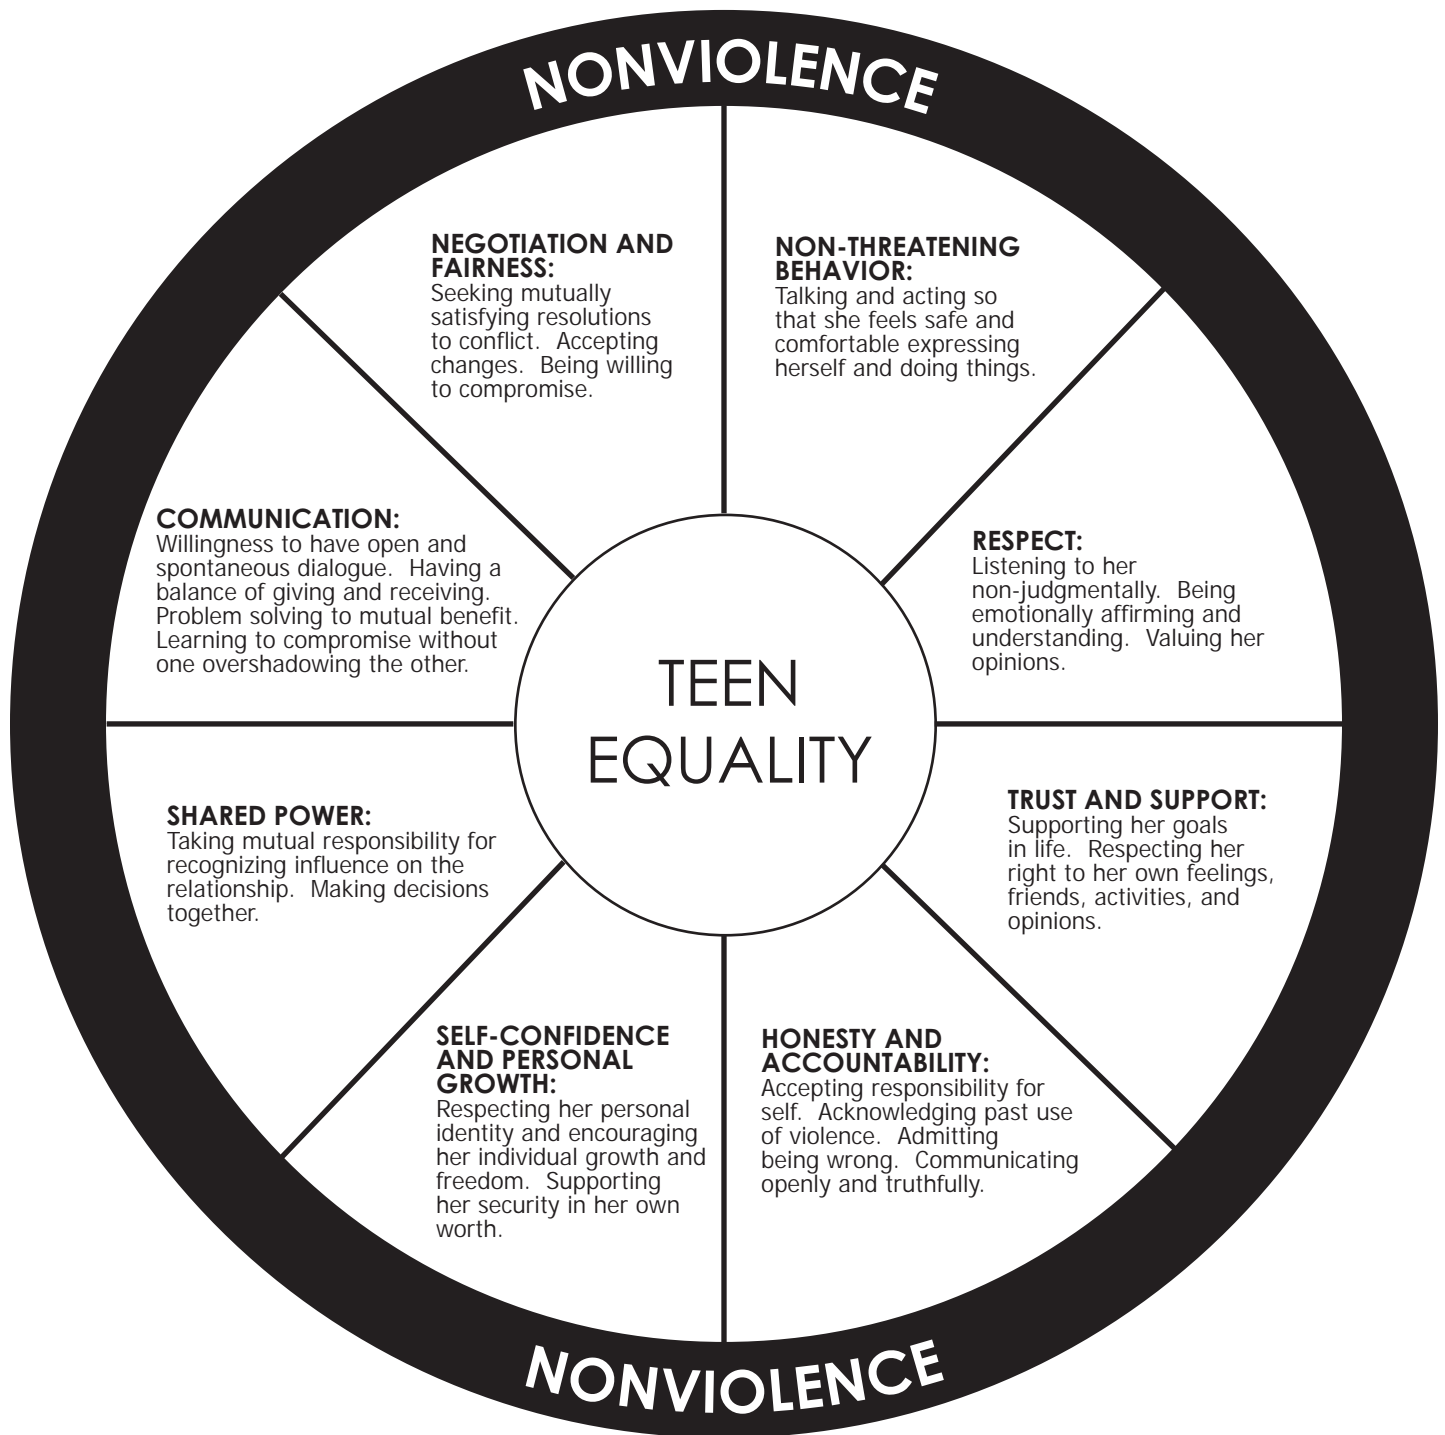 NONVIOLENCE
NEGOTIATION AND
FAIRNESS:
Seeking mutually
satisfying resolutions
to conflict.  Accepting
changes.  Being willing
to compromise.
NON-THREATENING
BEHAVIOR:
Talking and acting so
that she feels safe and
comfortable expressing
herself and doing things.
COMMUNICATION:
Willingness to have open and
spontaneous dialogue.  Having a
balance of giving and receiving.
Problem solving to mutual benefit.
Learning to compromise without
one overshadowing the other.
RESPECT:
Listening to her
non-judgmentally.  Being
emotionally affirming and
understanding.  Valuing her
opinions.
TEEN
EQUALITY
SHARED POWER:
Taking mutual responsibility for
recognizing influence on the
relationship.  Making decisions
together.
TRUST AND SUPPORT:
Supporting her goals
in life.  Respecting her
right to her own feelings,
friends, activities, and
opinions.
SELF-CONFIDENCE
AND PERSONAL
GROWTH:
Respecting her personal
identity and encouraging
her individual growth and
freedom.  Supporting
her security in her own
worth.
HONESTY AND
ACCOUNTABILITY:
Accepting responsibility for
self.  Acknowledging past use
of violence.  Admitting
being wrong.  Communicating
openly and truthfully.
NONVIOLENCE